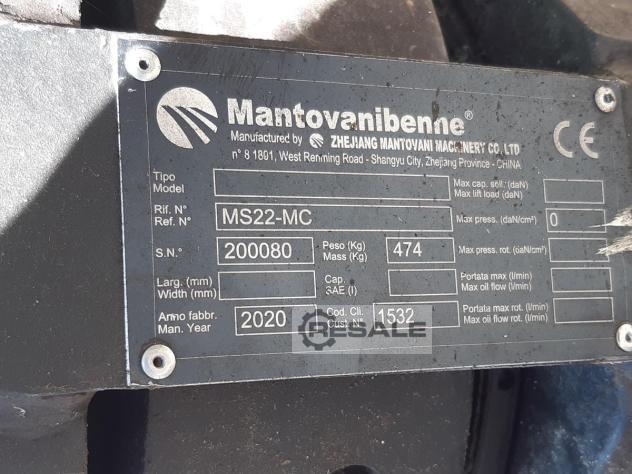 Mantovanibenne®
Manufactured by ZHEJIANG MANTOVANI MACHINERY CO, LTD
n° 8 1801, West Renming Road - Shangyu City, Zhejiang Province - CHINA
CE
Tipo
Model
Max cap. soll. (daN)
Max lift load (daN)
Rif. N°
Ref. N°
MS22-MC
Max press. (daN/cm²)
0
S.N.°
200080
Peso (Kg)
Mass (Kg)
474
Max press. rot. (daN/cm²)
Larg. (mm)
Width (mm)
Cap.
SAE (l)
Portata max (l/min)
Max oil flow (l/min)
Anno fabbr.
Man. Year
2020
Cod. Cli.
Cust. N°
1532
Portata max rot. (l/min)
Max oil flow rot. (l/min)
RESALE